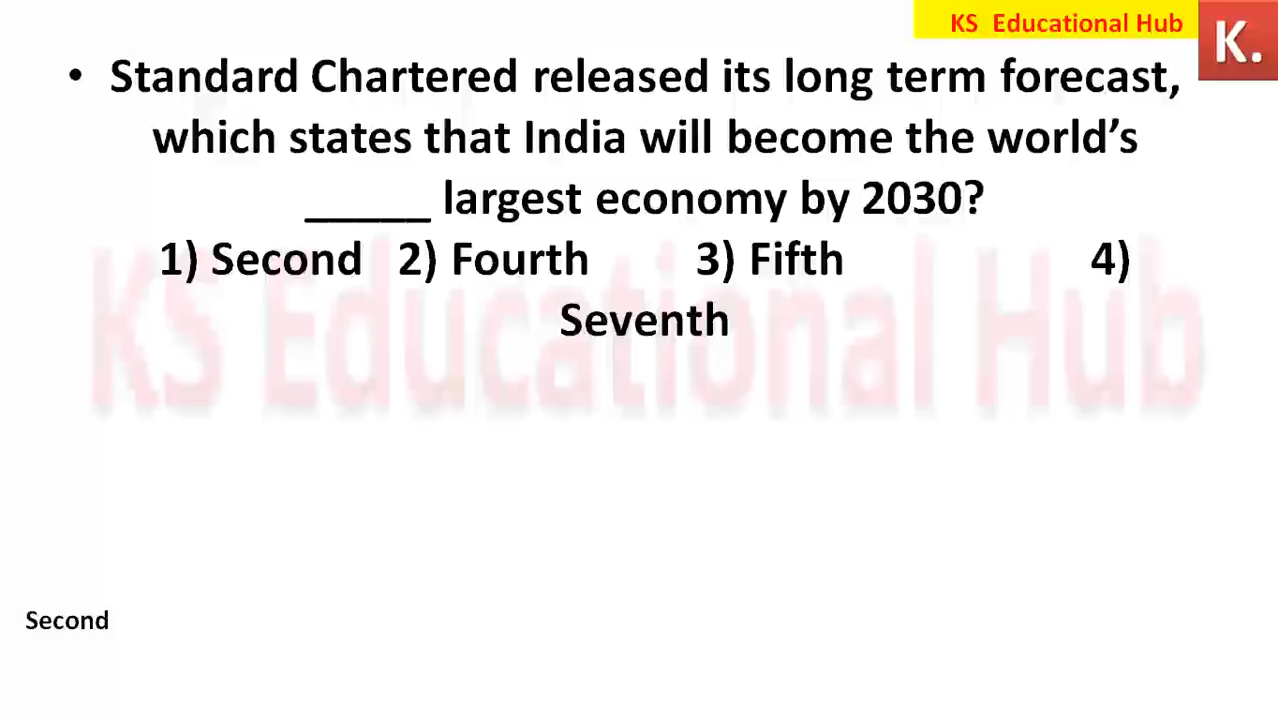 KS Educational Hub
K.
• Standard Chartered released its long term forecast,
which states that India will become the world’s
_____ largest economy by 2030?
1) Second 2) Fourth 3) Fifth 4)
Seventh
KS Educational Hub
Second